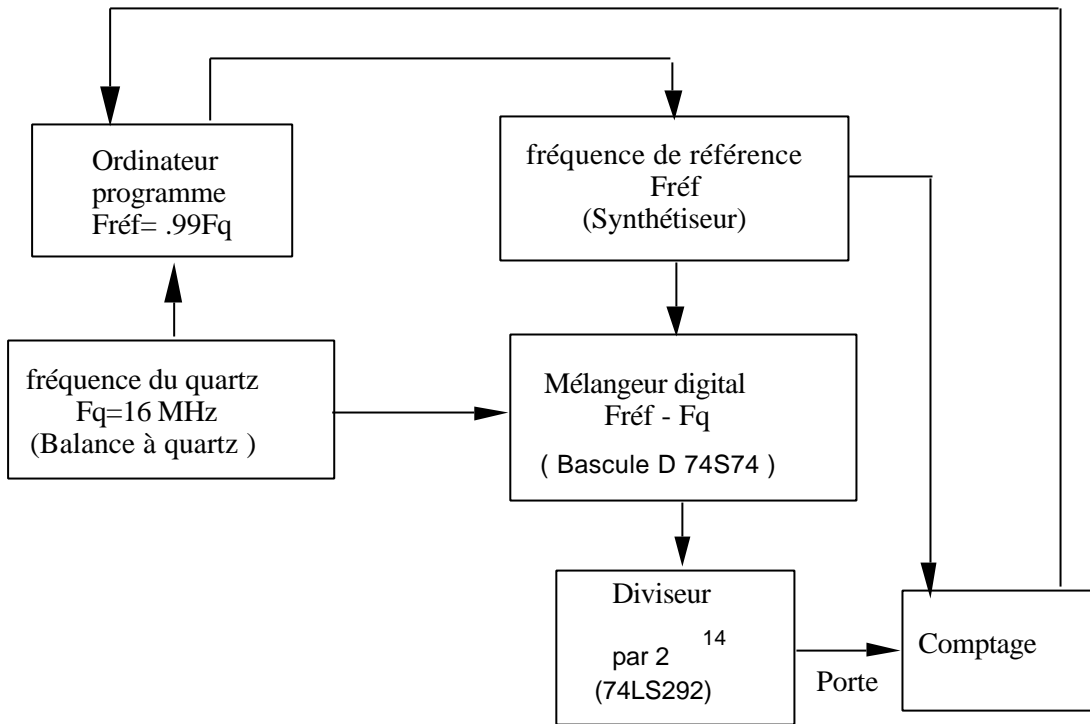 Ordinateur
programme
Fréf= .99Fq
fréquence de référence
Fréf
(Synthétiseur)
fréquence du quartz
Fq=16 MHz
(Balance à quartz )
Mélangeur digital
Fréf - Fq
( Bascule D 74S74 )
Diviseur
par 2 14
(74LS292)
Porte
Comptage